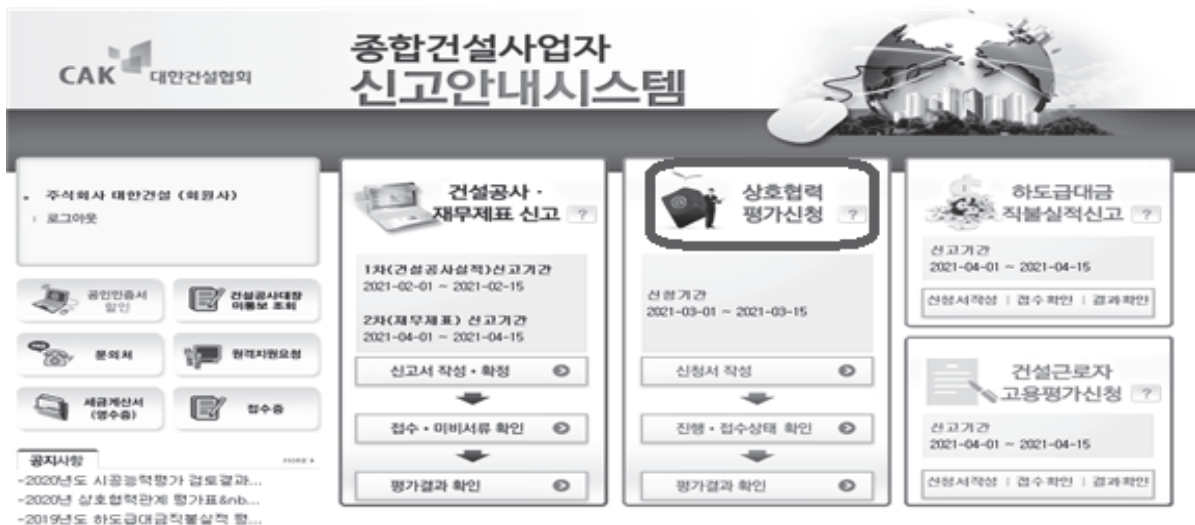 CAK 대한건설협회
종합건설사업자
신고안내시스템
주식회사 대한건설 (회원사)
로그아웃
공인인증서
할인
건설공사대장
미통보 조회
문의처
원격지원요청
세금계산서
(영수증)
접수증
공지사항
MORE
-2020년도 시공능력평가 검토결과...
-2020년 상호협력관계 평가표&nb...
-2019년도 하도급대금직불실적 평...
건설공사 ·
재무제표 신고 ?
1차(건설공사실적)신고기간
2021-02-01 ~ 2021-02-15
2차(재무제표) 신고기간
2021-04-01 ~ 2021-04-15
신고서 작성 • 확정
접수 • 미비서류 확인
평가결과 확인
상호협력
평가신청 ?
신청기간
2021-03-01 ~ 2021-03-15
신청서 작성
진행 • 접수상태 확인
평가결과 확인
하도급대금
직불실적신고 ?
신고기간
2021-04-01 ~ 2021-04-15
신청서작성 | 접수확인 | 결과확인
건설근로자
고용평가신청 ?
신고기간
2021-04-01 ~ 2021-04-15
신청서작성 | 접수확인 | 결과확인